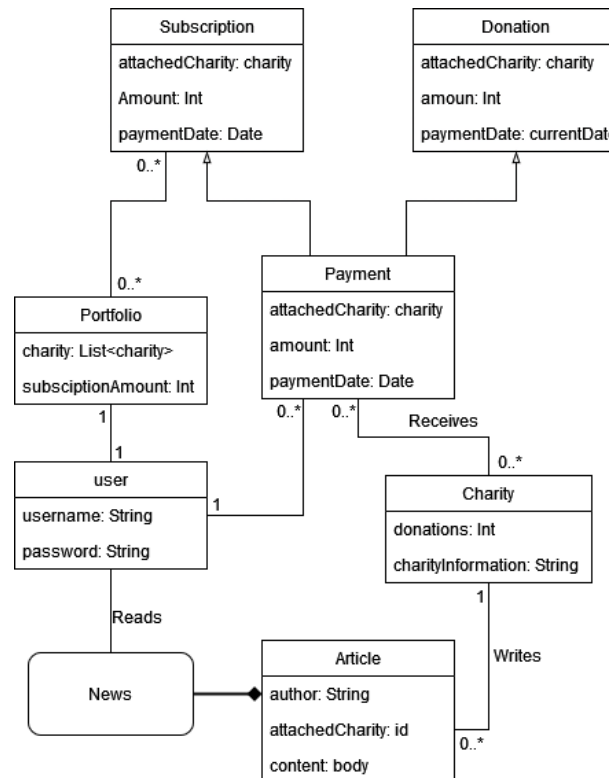 Subscription
attachedCharity: charity
Amount: Int
paymentDate: Date
0..*
Donation
attachedCharity: charity
amoun: Int
paymentDate: currentDate
0..*
Portfolio
charity: List<charity>
subsciptionAmount: Int
1
Payment
attachedCharity: charity
amount: Int
paymentDate: Date
0..*
0..*
Receives
0..*
1
user
username: String
password: String
1
Charity
donations: Int
charityInformation: String
1
Reads
Writes
News
Article
author: String
attachedCharity: id
content: body
0..*